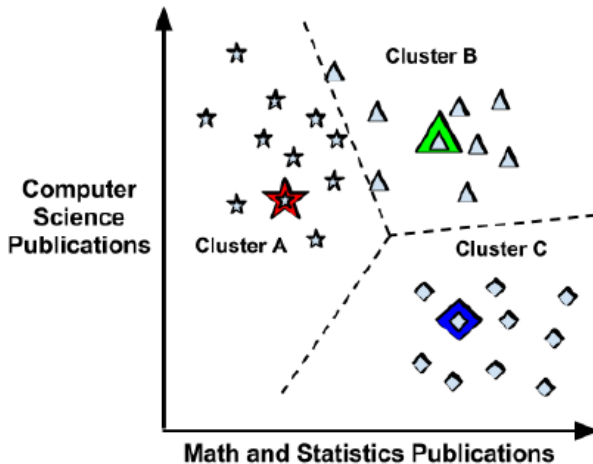 Cluster B
Computer
Science
Publications
Cluster A
Cluster C
Math and Statistics Publications